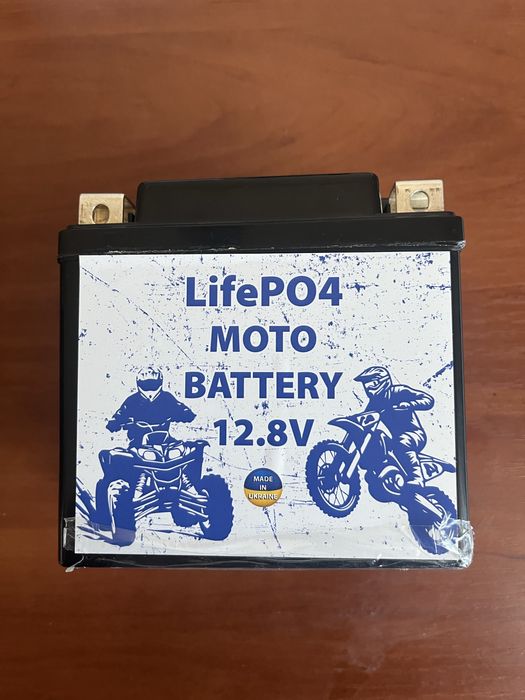 LifePO4
MOTO
BATTERY
12.8V
MADE
IN
UKRAINE